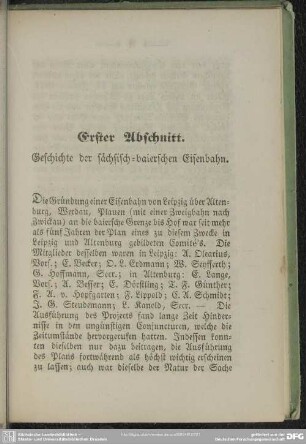 Erster Abschnitt.
Geschichte der sächsisch-baierschen Eisenbahn.
Die Gründung einer Eisenbahn von Leipzig über Alten-
burg, Werdau, Plauen (mit einer Zweigbahn nach
Zwickau) an die baiersche Grenze bis Hof war seit mehr
als fünf Jahren der Plan eines zu diesem Zwecke in
Leipzig und Altenburg gebildeten Comité's. Die
Mitglieder desselben waren in Leipzig: A. Olearius,
Vors.; E. Becker; O. L. Erdmann; W. Seyfferth;
G. Hoffmann, Secr.; in Altenburg: E. Lange,
Vors.; A. Besser; E. Dörffling; T. F. Günther;
F. A. v. Hopfgarten; F. Lippold; C. A. Schmidt;
J. G. Steudemann; L. Kanold, Secr. — Die
Ausführung des Projects fand lange Zeit Hinder-
nisse in den ungünstigen Conjuncturen, welche die
Zeitumstände hervorgerufen hatten. Indessen konn-
ten dieselben nur dazu beitragen, die Ausführung
des Plans fortwährend als höchst wichtig erscheinen
zu lassen; auch war dieselbe der Natur der Sache